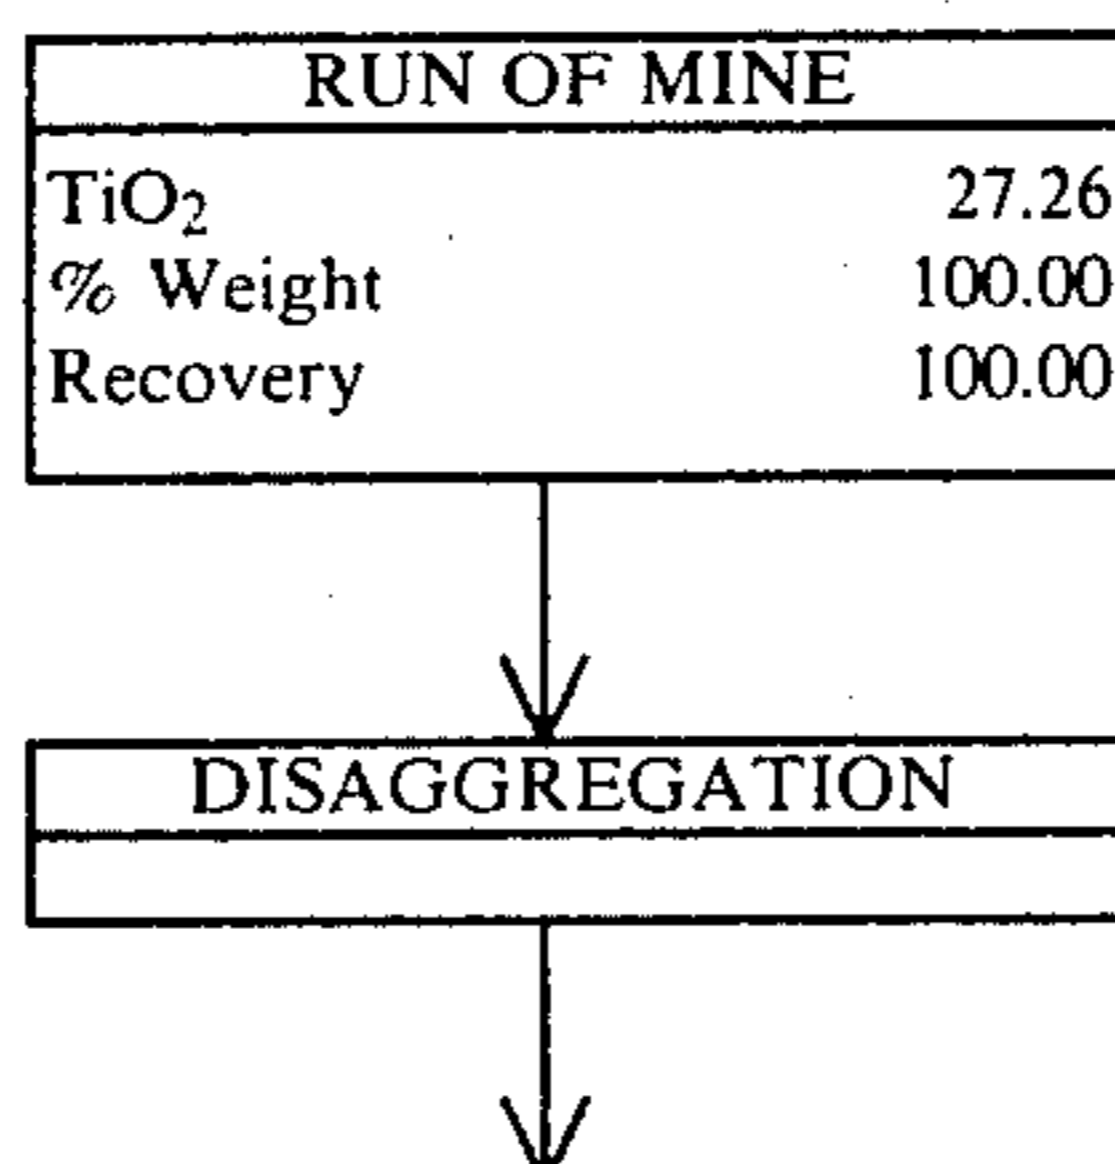 RUN OF MINE
TiO₂ 27.26
% Weight 100.00
Recovery 100.00
DISAGGREGATION